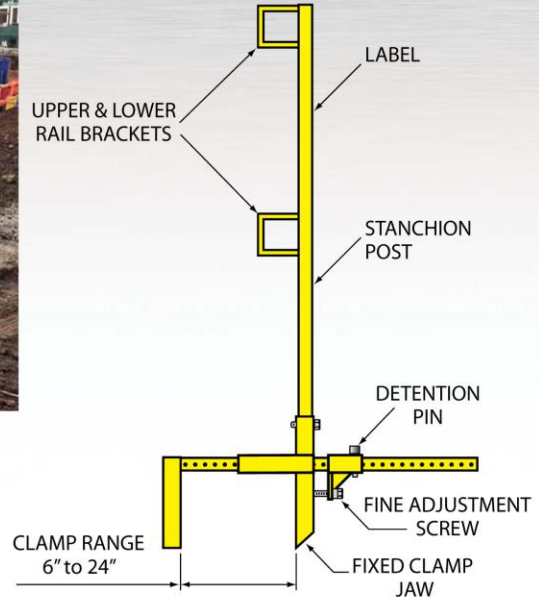 LABEL
UPPER & LOWER
RAIL BRACKETS
STANCHION
POST
DETENTION
PIN
FINE ADJUSTMENT
SCREW
CLAMP RANGE
6” to 24”
FIXED CLAMP
JAW